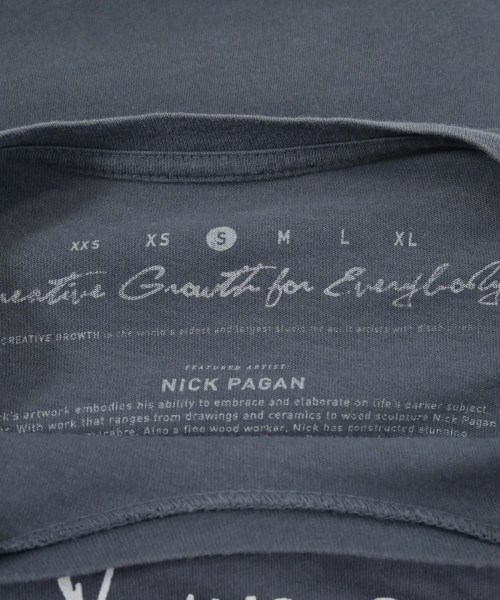 XXS XS S M L XL
Creative Growth for Everybody
CREATIVE GROWTH is the world's oldest and largest studio for adult artists with disabilities
FEATURED ARTIST:
NICK PAGAN
ck's artwork embodies his ability to embrace and elaborate on life's darker subject
With work that ranges from drawings and ceramics to wood sculpture Nick Pagan
Also a fine wood worker, Nick has constructed stunning